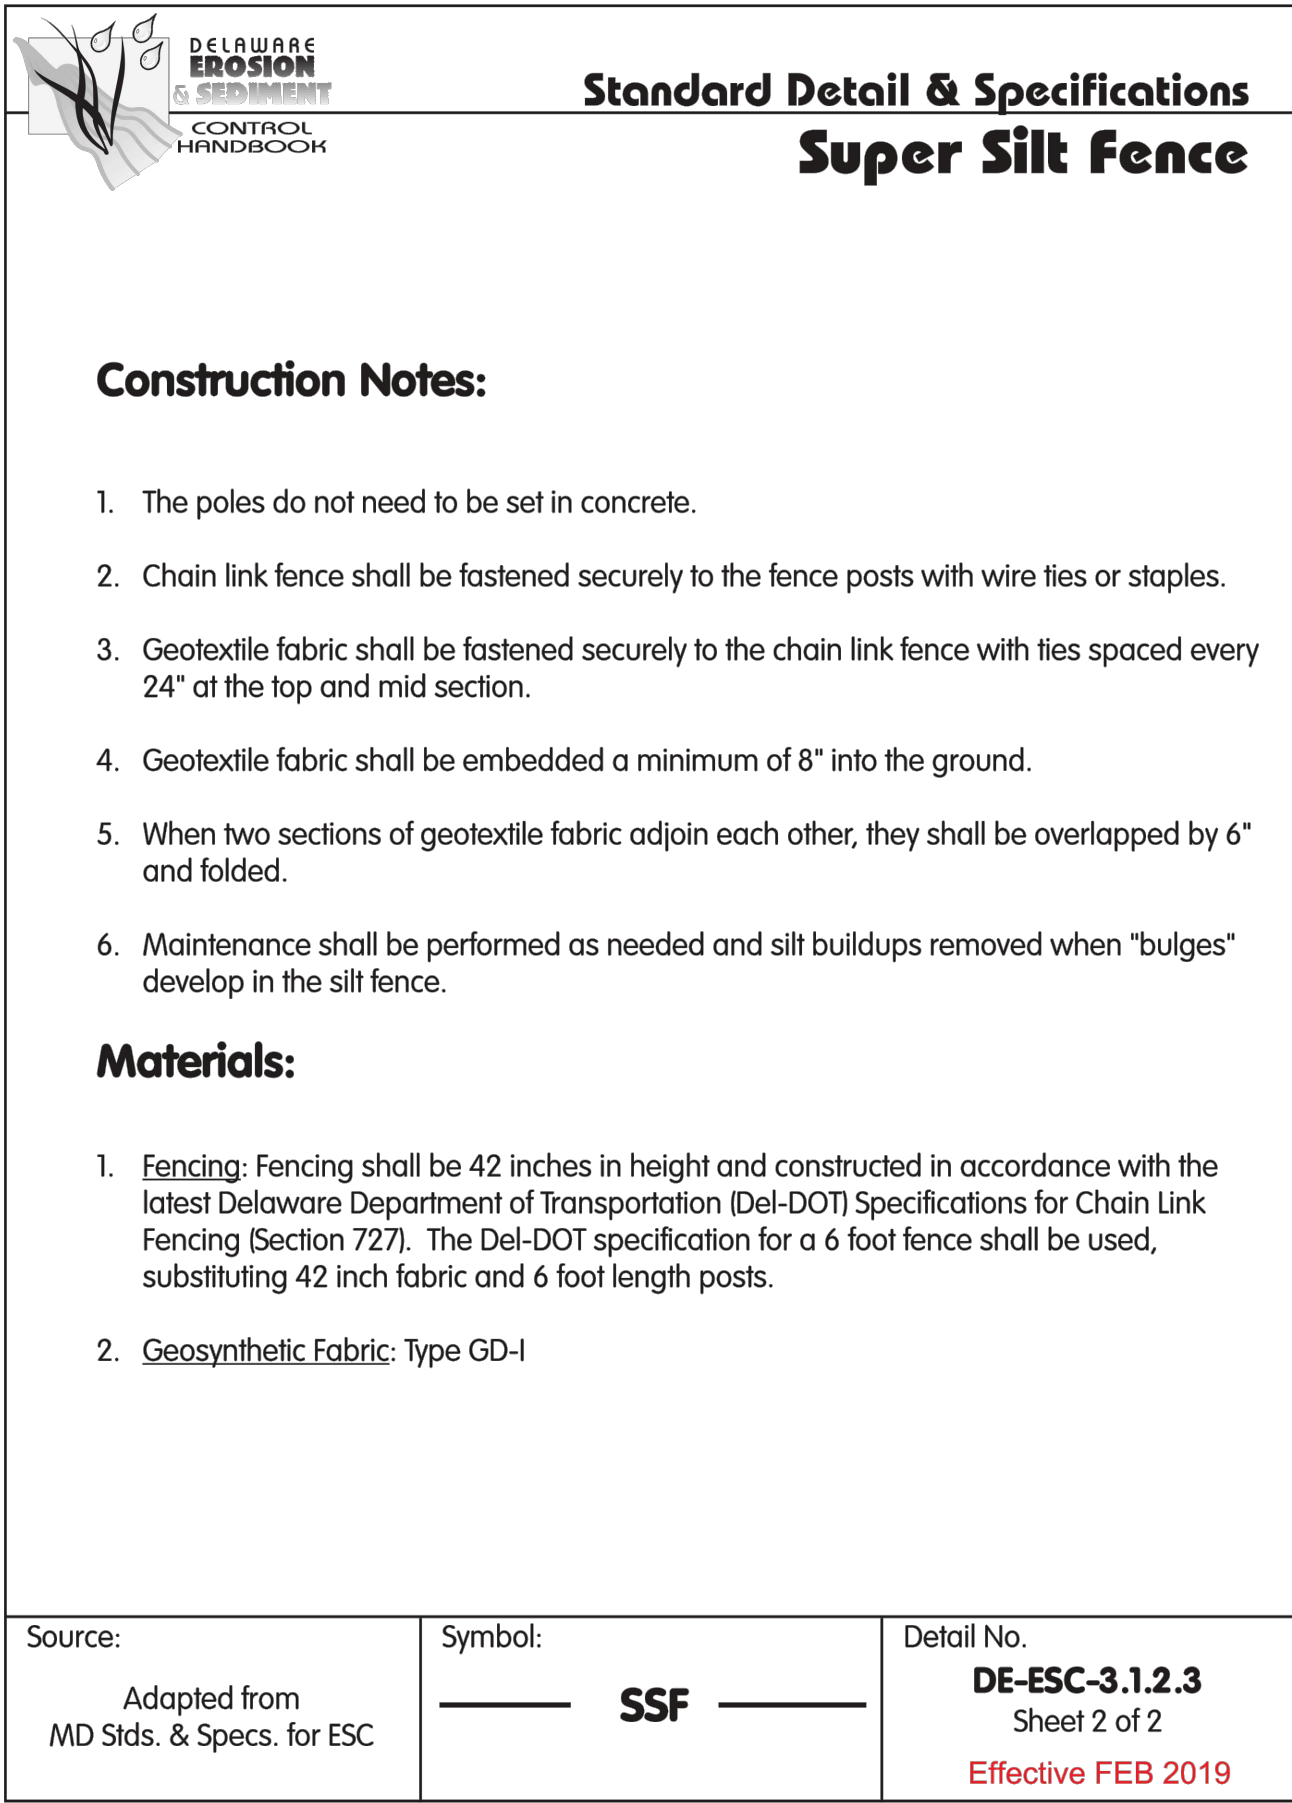 DELAWARE
EROSION
& SEDIMENT
CONTROL
HANDBOOK
Standard Detail & Specifications
Super Silt Fence
Construction Notes:
1. The poles do not need to be set in concrete.
2. Chain link fence shall be fastened securely to the fence posts with wire ties or staples.
3. Geotextile fabric shall be fastened securely to the chain link fence with ties spaced every
24" at the top and mid section.
4. Geotextile fabric shall be embedded a minimum of 8" into the ground.
5. When two sections of geotextile fabric adjoin each other, they shall be overlapped by 6"
and folded.
6. Maintenance shall be performed as needed and silt buildups removed when "bulges"
develop in the silt fence.
Materials:
1. Fencing: Fencing shall be 42 inches in height and constructed in accordance with the
latest Delaware Department of Transportation (Del-DOT) Specifications for Chain Link
Fencing (Section 727). The Del-DOT specification for a 6 foot fence shall be used,
substituting 42 inch fabric and 6 foot length posts.
2. Geosynthetic Fabric: Type GD-I
Source:
Adapted from
MD Stds. & Specs. for ESC
Symbol:
SSF
Detail No.
DE-ESC-3.1.2.3
Sheet 2 of 2
Effective FEB 2019